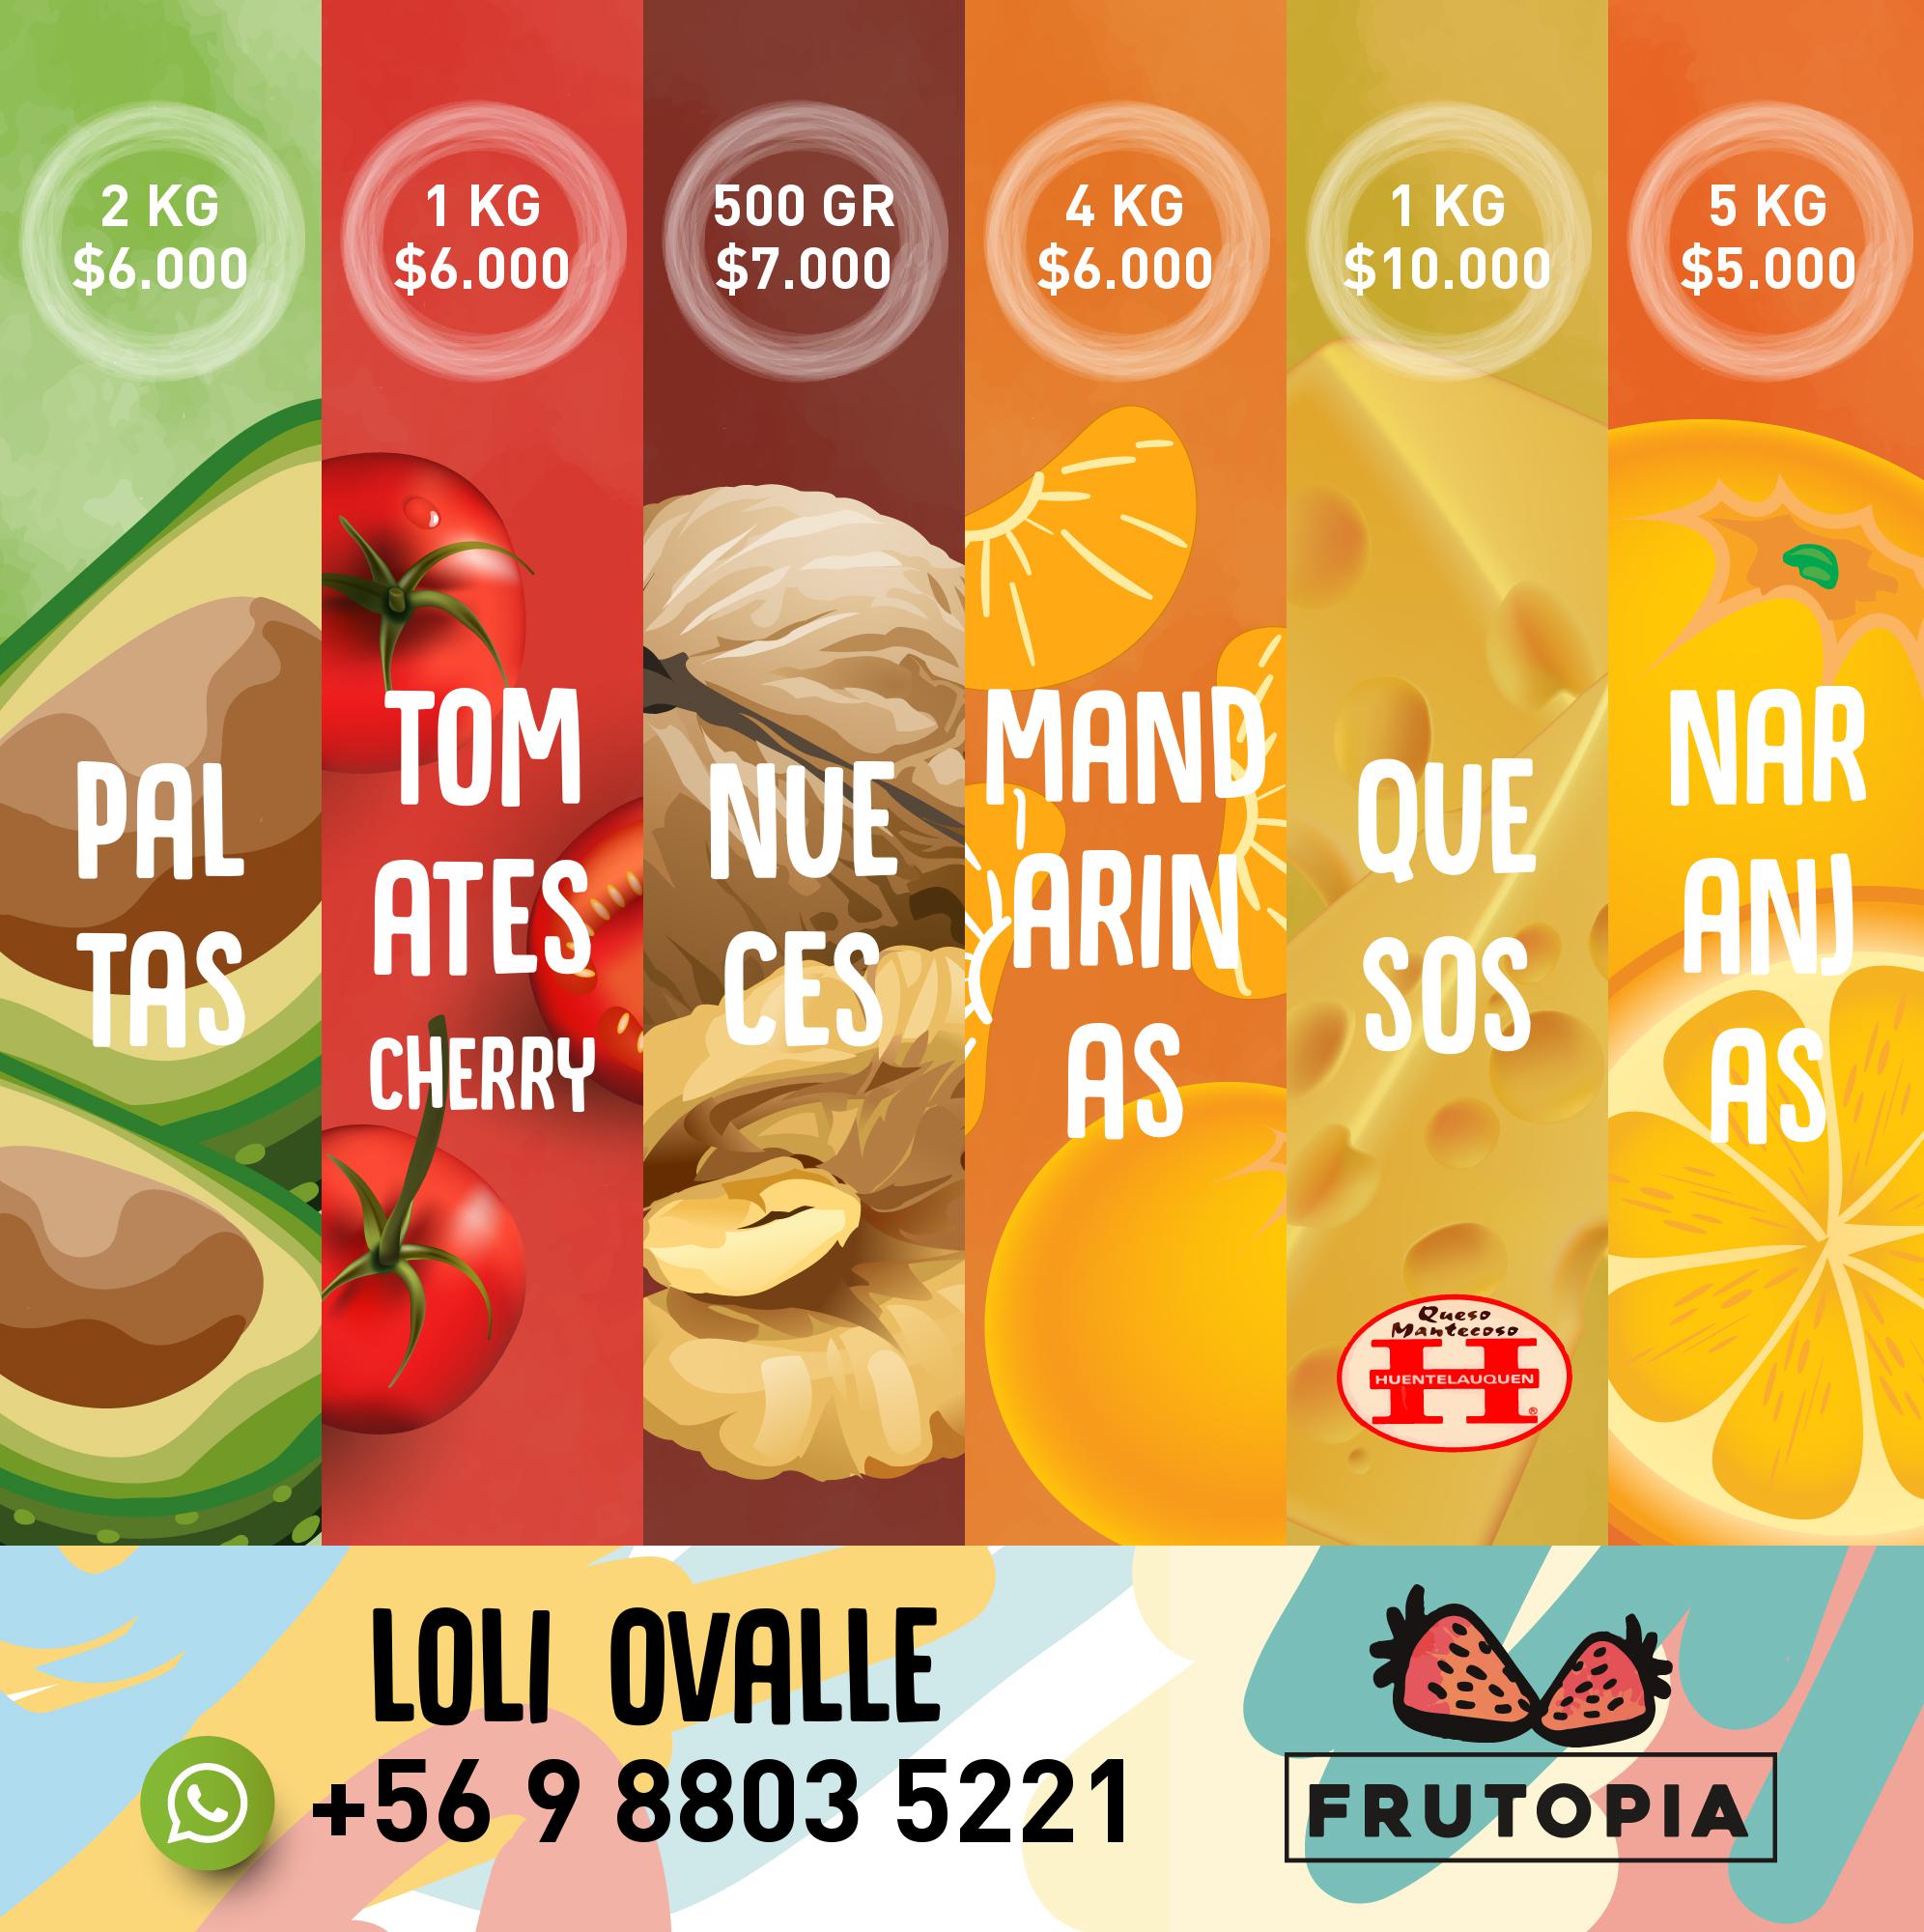 2 KG
$6.000
PAL
TAS
1 KG
$6.000
TOM
ATES
CHERRY
500 GR
$7.000
NUE
CES
4 KG
$6.000
MAND
ARIN
AS
1 KG
$10.000
QUE
SOS
Queso
Mantecoso
H
HUENTELAUQUEN
®
5 KG
$5.000
NAR
ANJ
AS
LOLI OVALLE
+56 9 8803 5221
FRUTOPIA